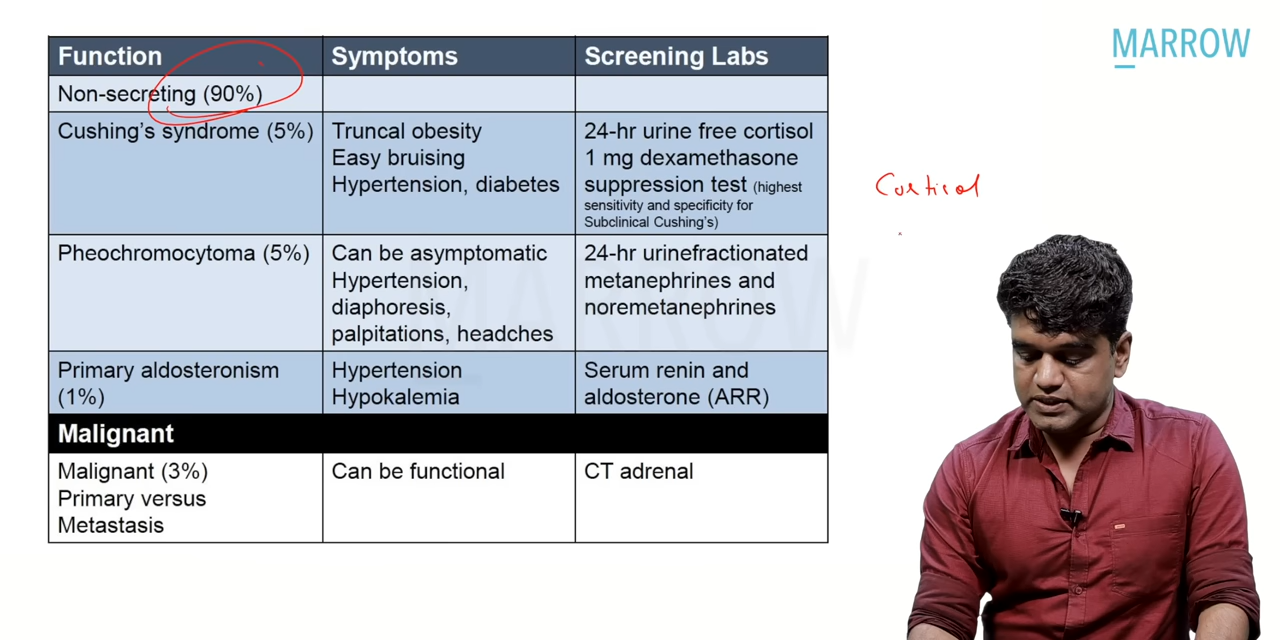 MARROW
Function Symptoms Screening Labs
Non-secreting (90%)
Cushing's syndrome (5%) Truncal obesity 24-hr urine free cortisol
Easy bruising 1 mg dexamethasone
Hypertension, diabetes suppression test (highest
sensitivity and specificity for
Subclinical Cushing's)
Pheochromocytoma (5%) Can be asymptomatic 24-hr urinefractionated
Hypertension, metanephrines and
diaphoresis, noremetanephrines
palpitations, headches
Primary aldosteronism Hypertension Serum renin and
(1%) Hypokalemia aldosterone (ARR)
Malignant
Malignant (3%) Can be functional CT adrenal
Primary versus
Metastasis
Cortisol
MARROW